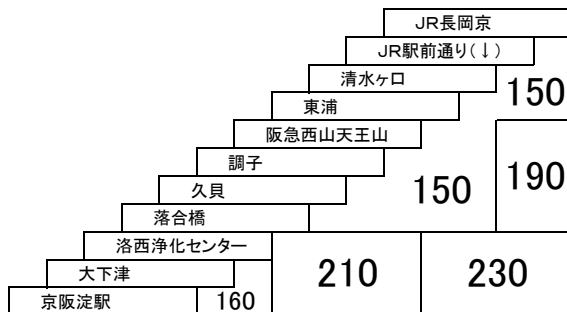 JR長岡京
JR駅前通り(↓)
清水ヶ口
150
東浦
阪急西山天王山
調子
190
久貝
150
落合橋
洛西浄化センター
大下津
210
230
京阪淀駅
160